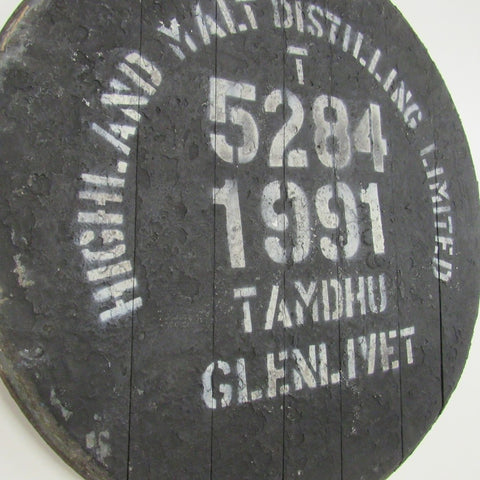 HIGHLAND MALT DISTILLING LIMITED
T
5284
1991
TAMDHU
GLENLIVET